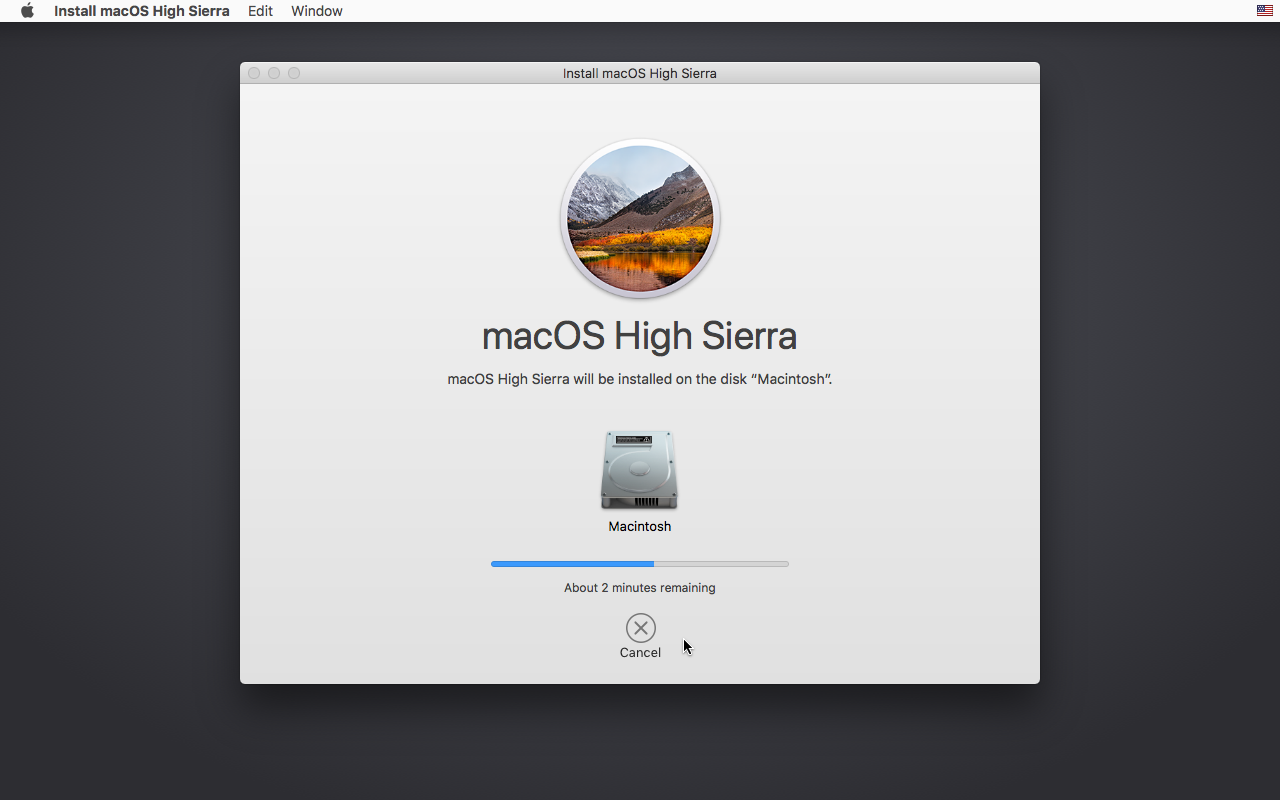 Install macOS High Sierra Edit Window
Install macOS High Sierra
macOS High Sierra
macOS High Sierra will be installed on the disk “Macintosh”.
Macintosh
About 2 minutes remaining
Cancel